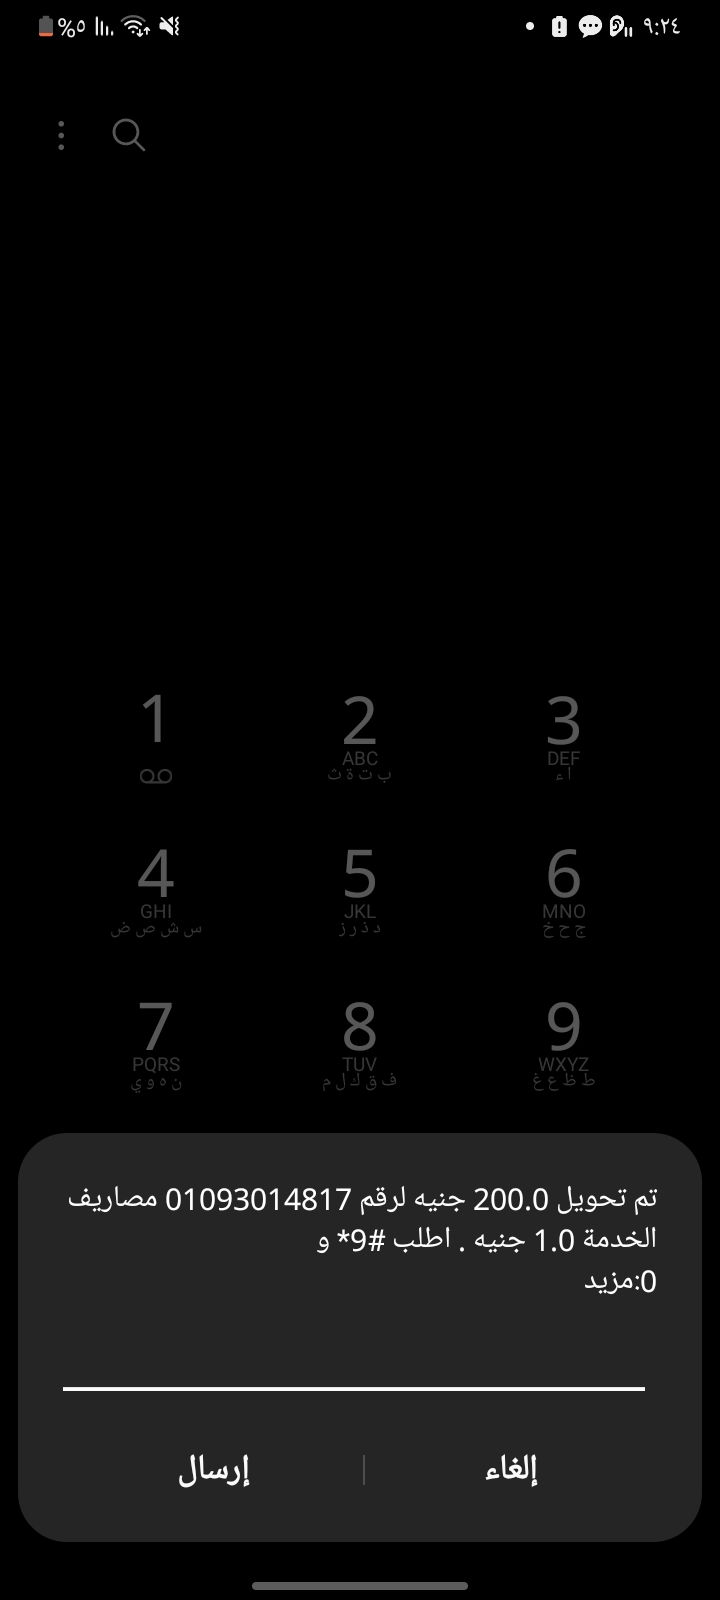 ٩:٢٤
%٥
1
2
ABC
ب ت ة ث
3
DEF
ا ء
4
GHI
س ش ص ض
5
JKL
د ذ ر ز
6
MNO
ج ح خ
7
PQRS
ن ه و ي
8
TUV
ف ق ك ل م
9
WXYZ
ط ظ ع غ
تم تحويل 200.0 جنيه لرقم 01093014817 مصاريف
الخدمة 1.0 جنيه . اطلب #9* و
0:مزيد
إلغاء
إرسال